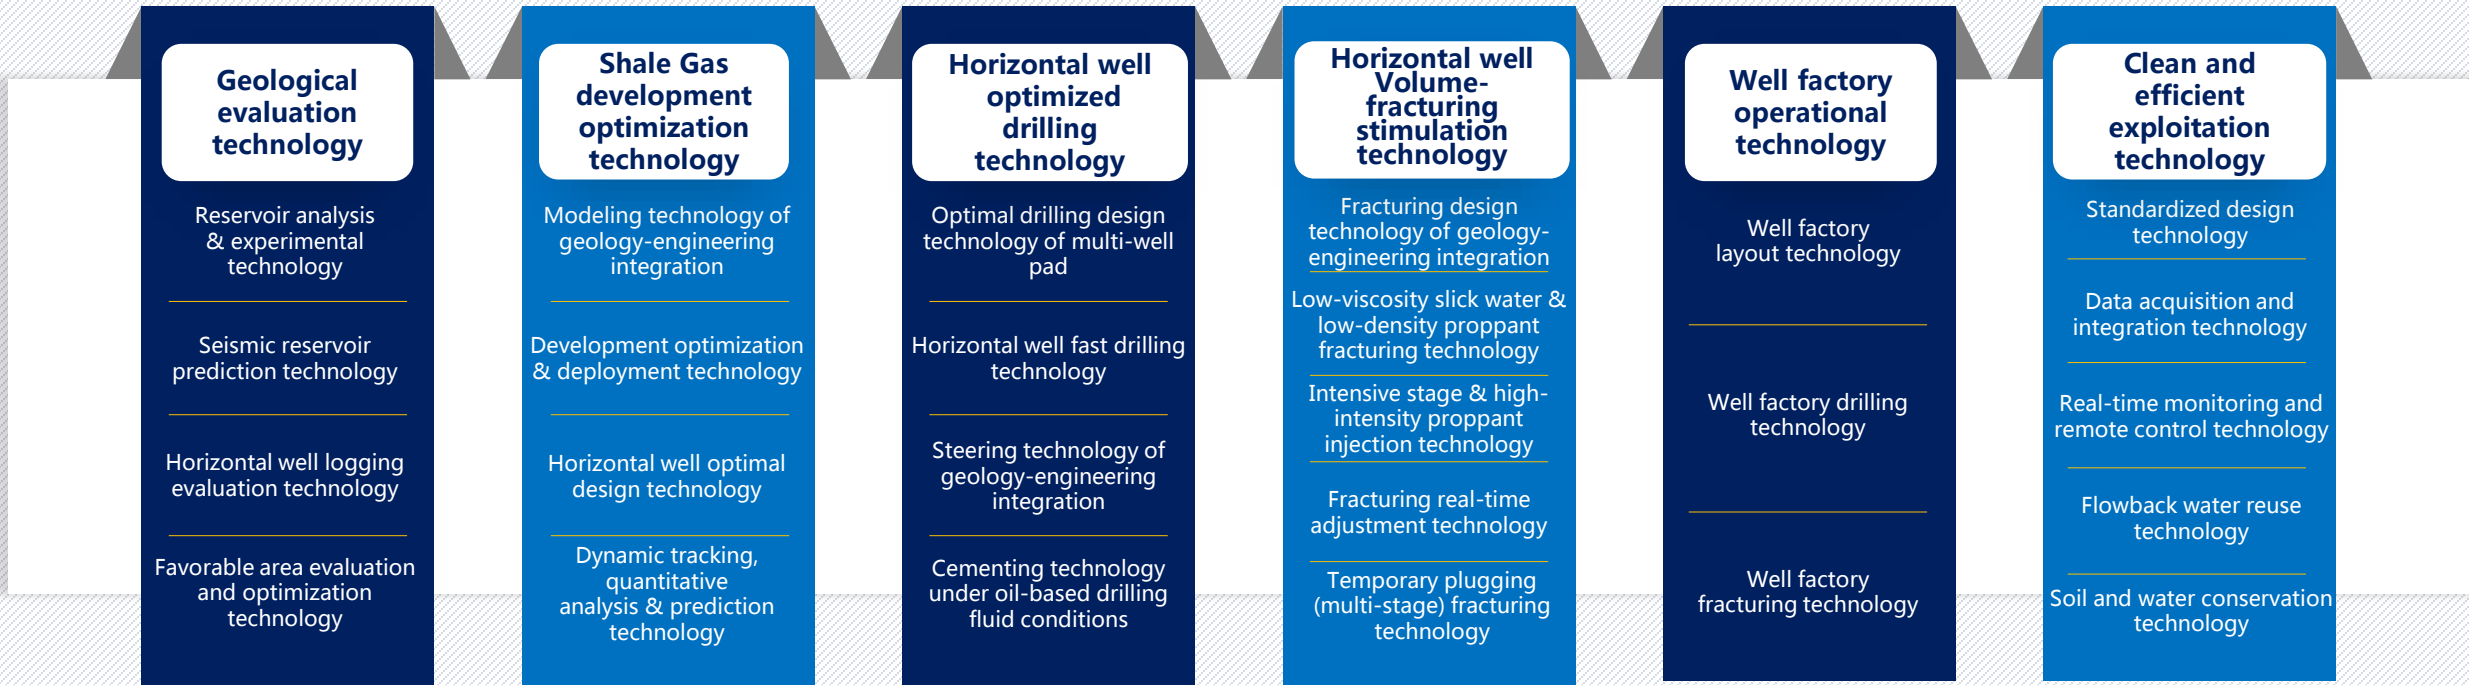 Geological
evaluation
technology
Reservoir analysis
& experimental
technology
Seismic reservoir
prediction technology
Horizontal well logging
evaluation technology
Favorable area evaluation
and optimization
technology
Shale Gas
development
optimization
technology
Modeling technology of
geology-engineering
integration
Development optimization
& deployment technology
Horizontal well optimal
design technology
Dynamic tracking,
quantitative
analysis & prediction
technology
Horizontal well
optimized
drilling
technology
Optimal drilling design
technology of multi-well
pad
Horizontal well fast drilling
technology
Steering technology of
geology-engineering
integration
Cementing technology
under oil-based drilling
fluid conditions
Horizontal well
Volume-
fracturing
stimulation
technology
Fracturing design
technology of geology-
engineering integration
Low-viscosity slick water &
low-density proppant
fracturing technology
Intensive stage & high-
intensity proppant
injection technology
Fracturing real-time
adjustment technology
Temporary plugging
(multi-stage) fracturing
technology
Well factory
operational
technology
Well factory
layout technology
Well factory drilling
technology
Well factory
fracturing technology
Clean and
efficient
exploitation
technology
Standardized design
technology
Data acquisition and
integration technology
Real-time monitoring and
remote control technology
Flowback water reuse
technology
Soil and water conservation
technology